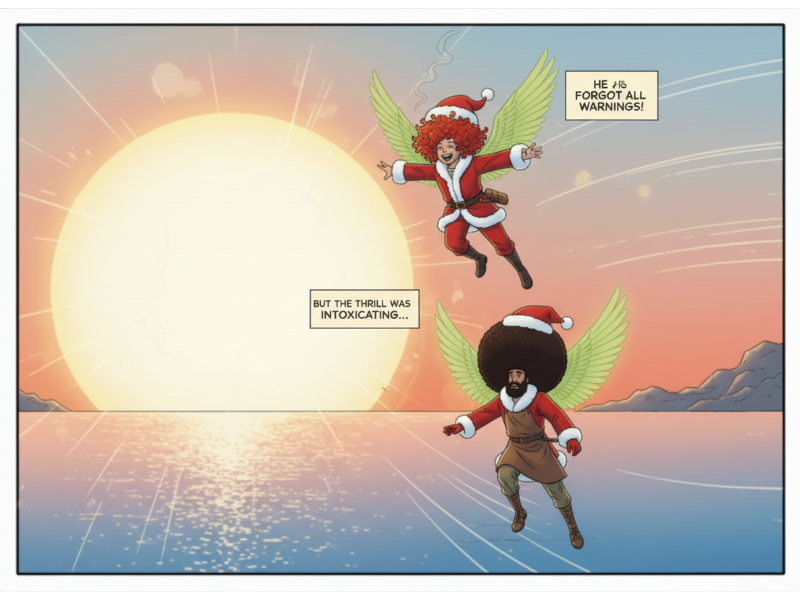 HE
FORGOT ALL
WARNINGS!
BUT THE THRILL WAS
INTOXICATING...